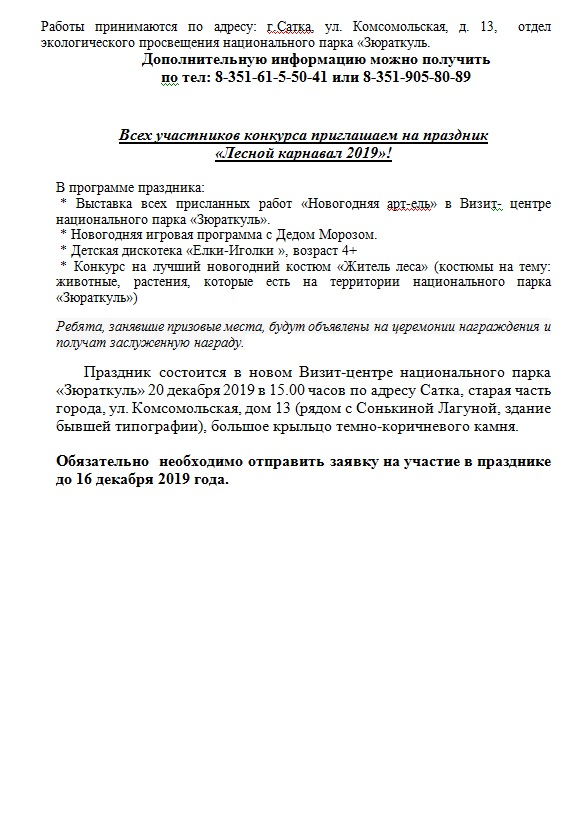 Работы принимаются по адресу: г.Сатка, ул. Комсомольская, д. 13, отдел
экологического просвещения национального парка «Зюраткуль.
Дополнительную информацию можно получить
по тел: 8-351-61-5-50-41 или 8-351-905-80-89
Всех участников конкурса приглашаем на праздник
«Лесной карнавал 2019»!
В программе праздника:
* Выставка всех присланных работ «Новогодняя арт-ель» в Визит- центре
национального парка «Зюраткуль».
* Новогодняя игровая программа с Дедом Морозом.
* Детская дискотека «Елки-Иголки », возраст 4+
* Конкурс на лучший новогодний костюм «Житель леса» (костюмы на тему:
животные, растения, которые есть на территории национального парка
«Зюраткуль»)
Ребята, занявшие призовые места, будут объявлены на церемонии награждения и
получат заслуженную награду.
Праздник состоится в новом Визит-центре национального парка
«Зюраткуль» 20 декабря 2019 в 15.00 часов по адресу Сатка, старая часть
города, ул. Комсомольская, дом 13 (рядом с Сонькиной Лагуной, здание
бывшей типографии), большое крыльцо темно-коричневого камня.
Обязательно необходимо отправить заявку на участие в празднике
до 16 декабря 2019 года.